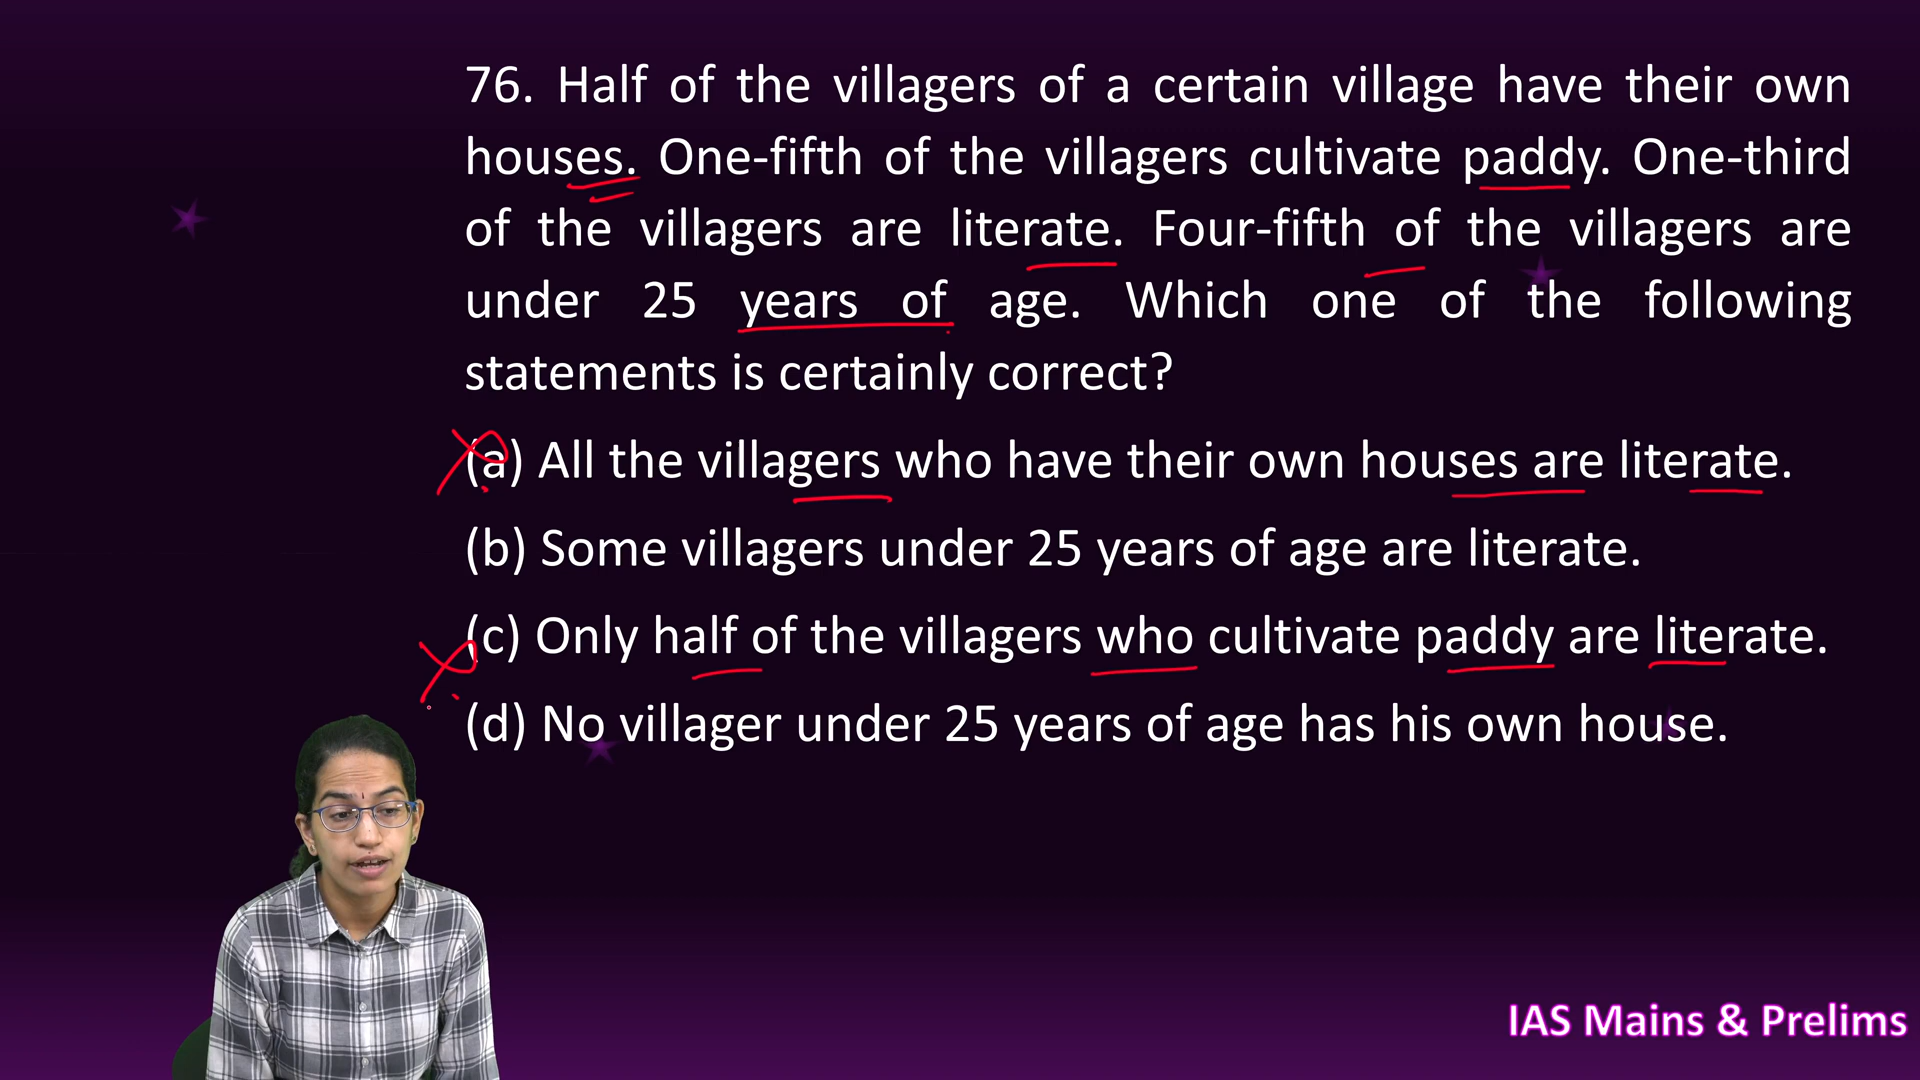 76. Half of the villagers of a certain village have their own
houses. One-fifth of the villagers cultivate paddy. One-third
of the villagers are literate. Four-fifth of the villagers are
under 25 years of age. Which one of the following
statements is certainly correct?
(a) All the villagers who have their own houses are literate.
(b) Some villagers under 25 years of age are literate.
(c) Only half of the villagers who cultivate paddy are literate.
(d) No villager under 25 years of age has his own house.
IAS Mains & Prelims